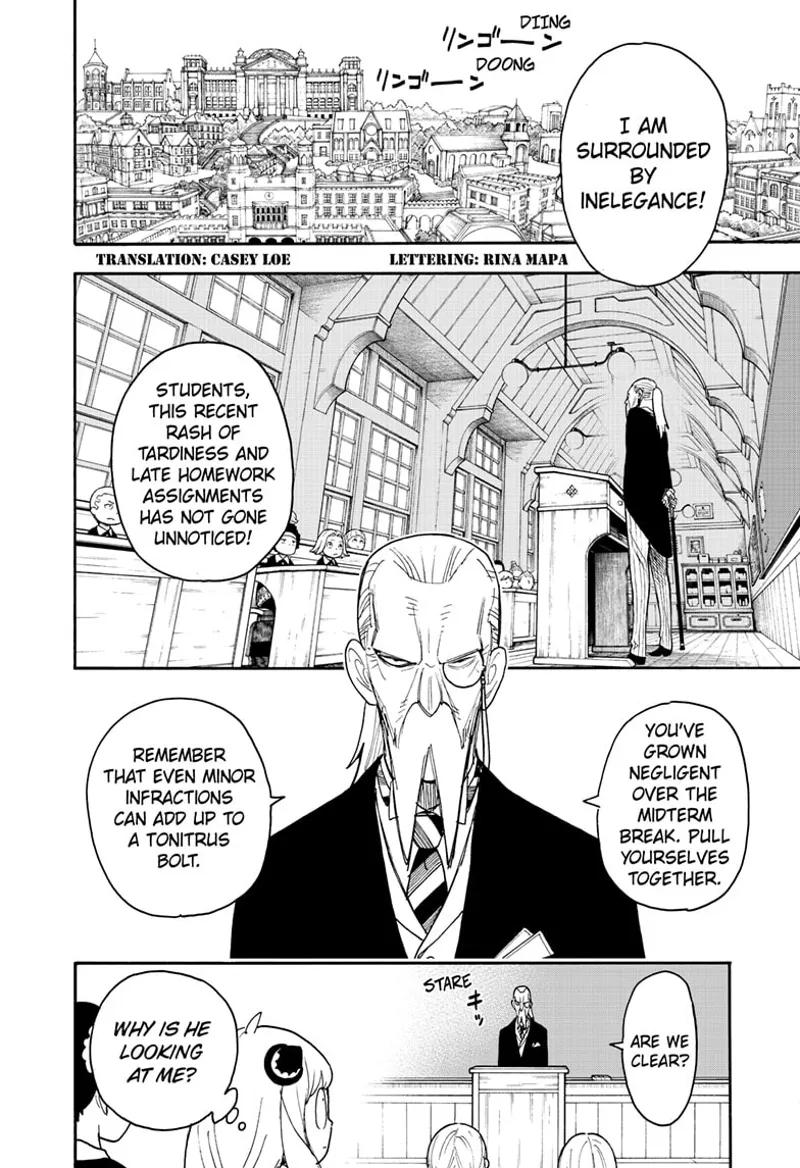 DIING
リンゴーーン
DOONG
リンゴーーン
I AM
SURROUNDED
BY
INELEGANCE!
TRANSLATION: CASEY LOE
LETTERING: RINA MAPA
STUDENTS,
THIS RECENT
RASH OF
TARDINESS AND
LATE HOMEWORK
ASSIGNMENTS
HAS NOT GONE
UNNOTICED!
YOU'VE
GROWN
NEGLIGENT
OVER THE
MIDTERM
BREAK. PULL
YOURSELVES
TOGETHER.
REMEMBER
THAT EVEN MINOR
INFRACTIONS
CAN ADD UP TO
A TONITRUS
BOLT.
STARE
キッ
ARE WE
CLEAR?
WHY IS HE
LOOKING
AT ME?